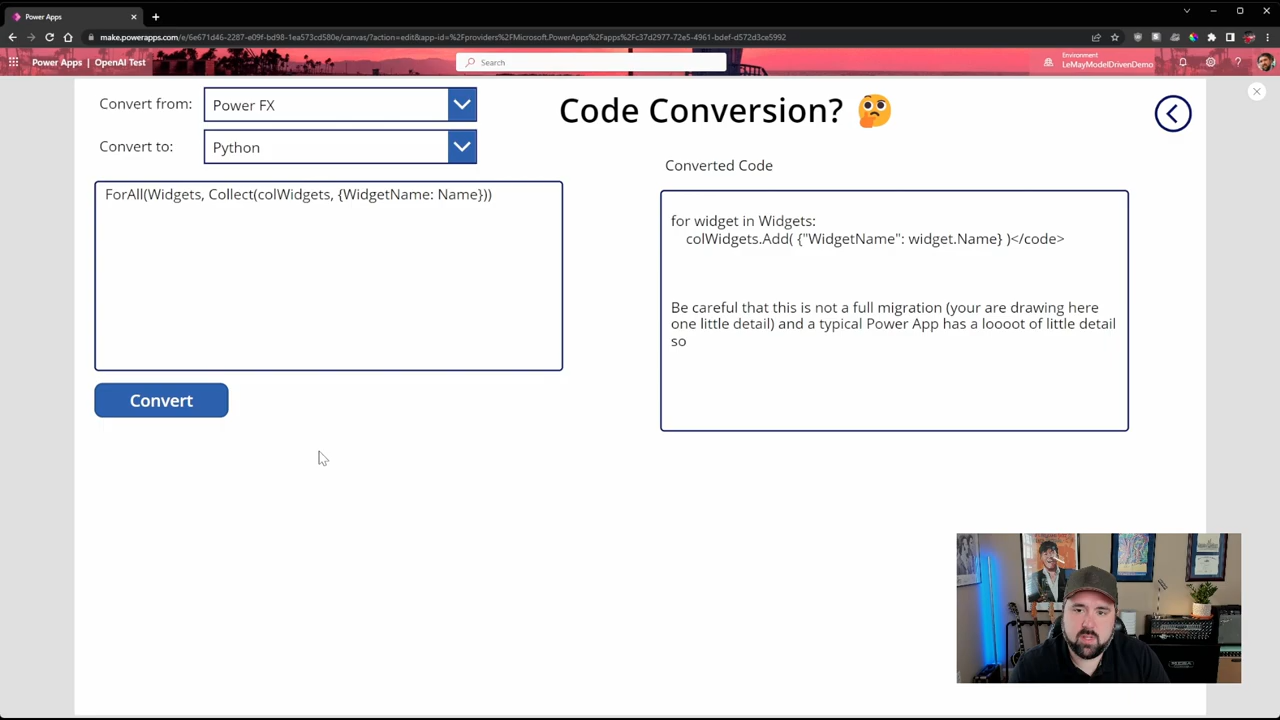 Power Apps
make.powerapps.com/e/6e671d46-2287-e09f-bd98-1ea573cd580e/canvas/?action=edit&app-id=%2Fproviders%2FMicrosoft.PowerApps%2Fapps%2Fc37d2977-72e5-4961-bdef-d572d3ce5992
Power Apps | OpenAI Test
Search
Environment
LeMayModelDrivenDemo
Convert from:
Power FX
Convert to:
Python
Code Conversion? 🤔
ForAll(Widgets, Collect(colWidgets, {WidgetName: Name}))
Convert
Converted Code
for widget in Widgets:
colWidgets.Add( {"WidgetName": widget.Name} )</code>
Be careful that this is not a full migration (your are drawing here
one little detail) and a typical Power App has a loooot of little detail
so